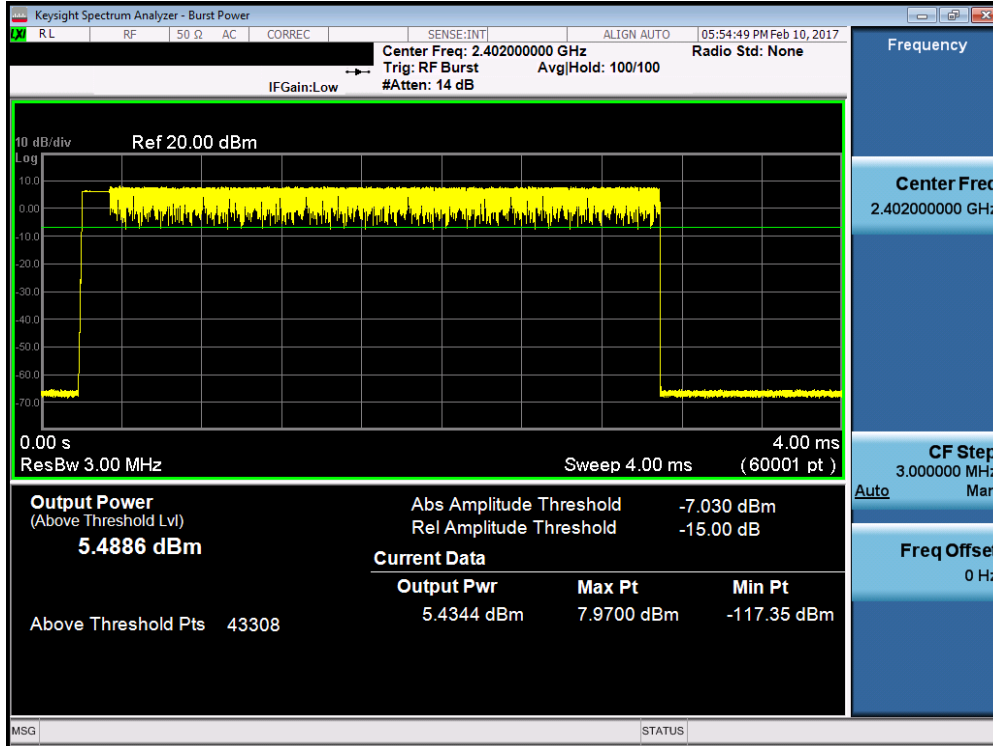 Keysight Spectrum Analyzer - Burst Power
LXI RL RF 50 Ω AC CORREC SENSE:INT ALIGN AUTO 05:54:49 PM Feb 10, 2017
Center Freq: 2.402000000 GHz Radio Std: None
Trig: RF Burst Avg|Hold: 100/100
IFGain:Low #Atten: 14 dB
Frequency
10 dB/div Ref 20.00 dBm
Log
10.0
0.00
-10.0
-20.0
-30.0
-40.0
-50.0
-60.0
-70.0
0.00 s 4.00 ms
ResBw 3.00 MHz Sweep 4.00 ms (60001 pt)
Center Freq
2.402000000 GHz
CF Step
3.000000 MHz
Auto Man
Freq Offset
0 Hz
Output Power
(Above Threshold Lvl)
5.4886 dBm
Above Threshold Pts 43308
Abs Amplitude Threshold -7.030 dBm
Rel Amplitude Threshold -15.00 dB
Current Data
Output Pwr Max Pt Min Pt
5.4344 dBm 7.9700 dBm -117.35 dBm
MSG STATUS